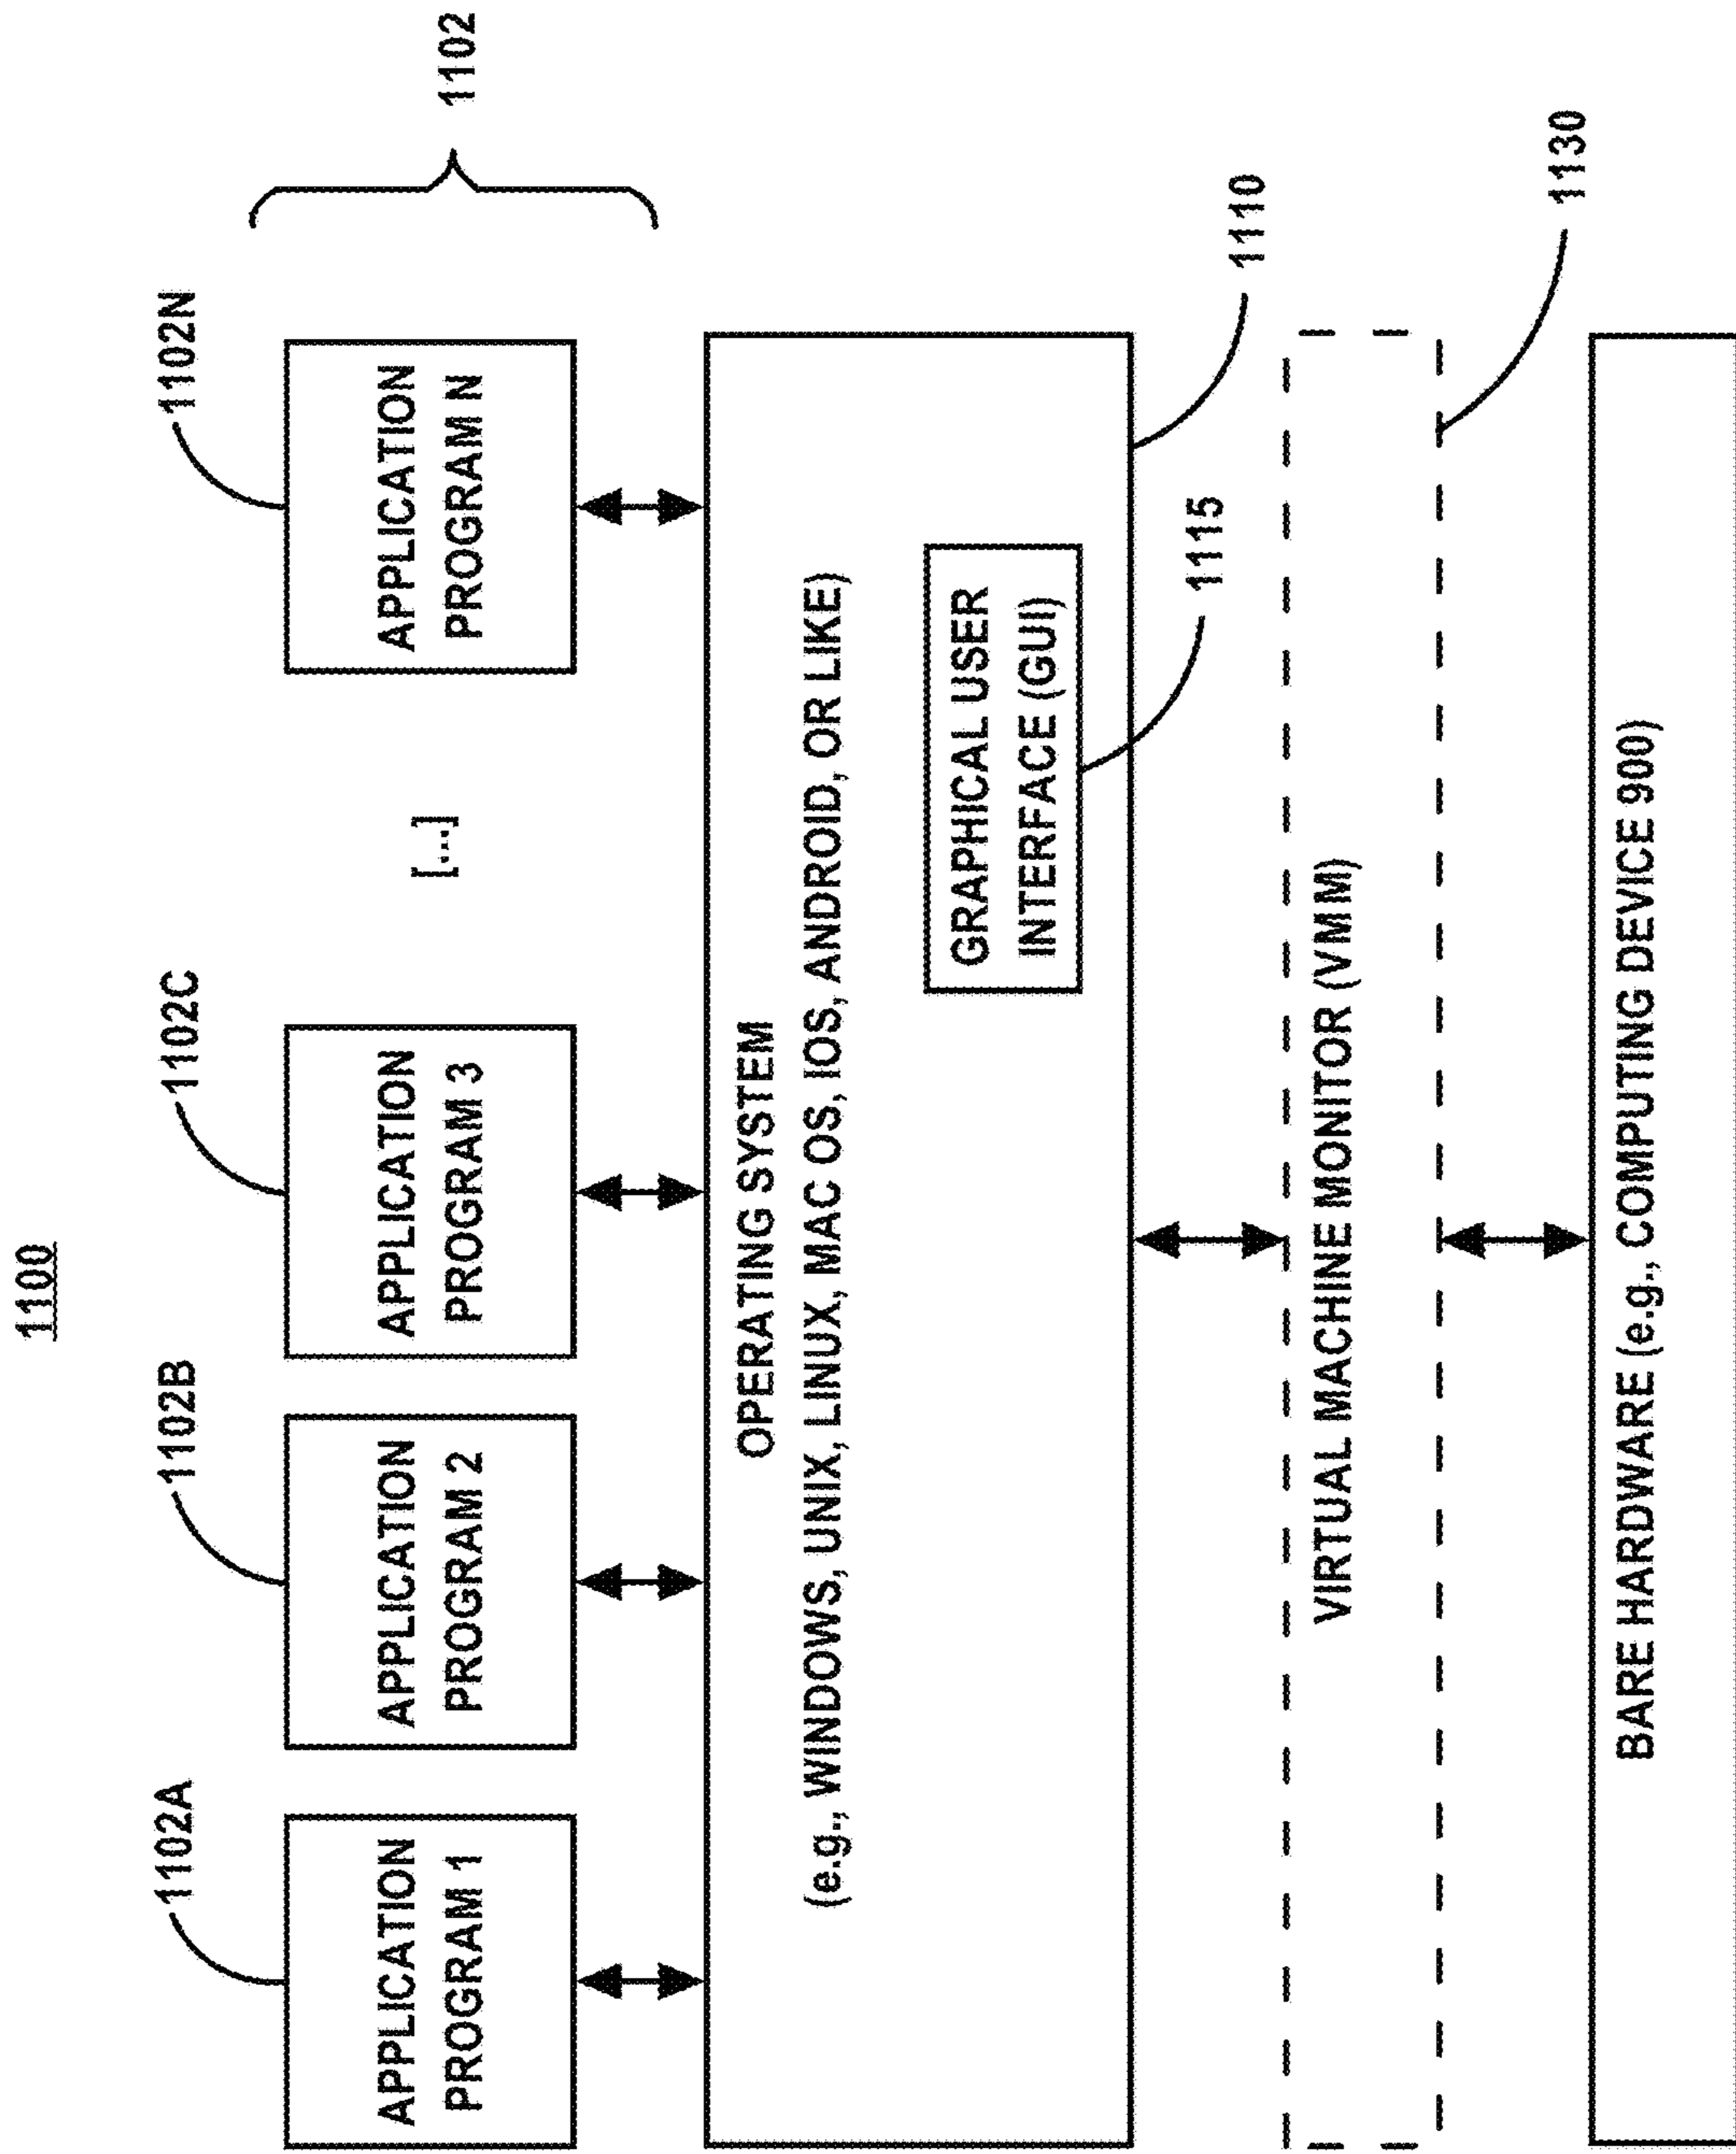 1100
1102A
1102B
1102C
1102N
1102
APPLICATION
PROGRAM 1
APPLICATION
PROGRAM 2
APPLICATION
PROGRAM 3
[...]
APPLICATION
PROGRAM N
OPERATING SYSTEM
(e.g., WINDOWS, UNIX, LINUX, MAC OS, IOS, ANDROID, OR LIKE)
GRAPHICAL USER
INTERFACE (GUI)
1115
1110
VIRTUAL MACHINE MONITOR (VMM)
1130
BARE HARDWARE (e.g., COMPUTING DEVICE 900)